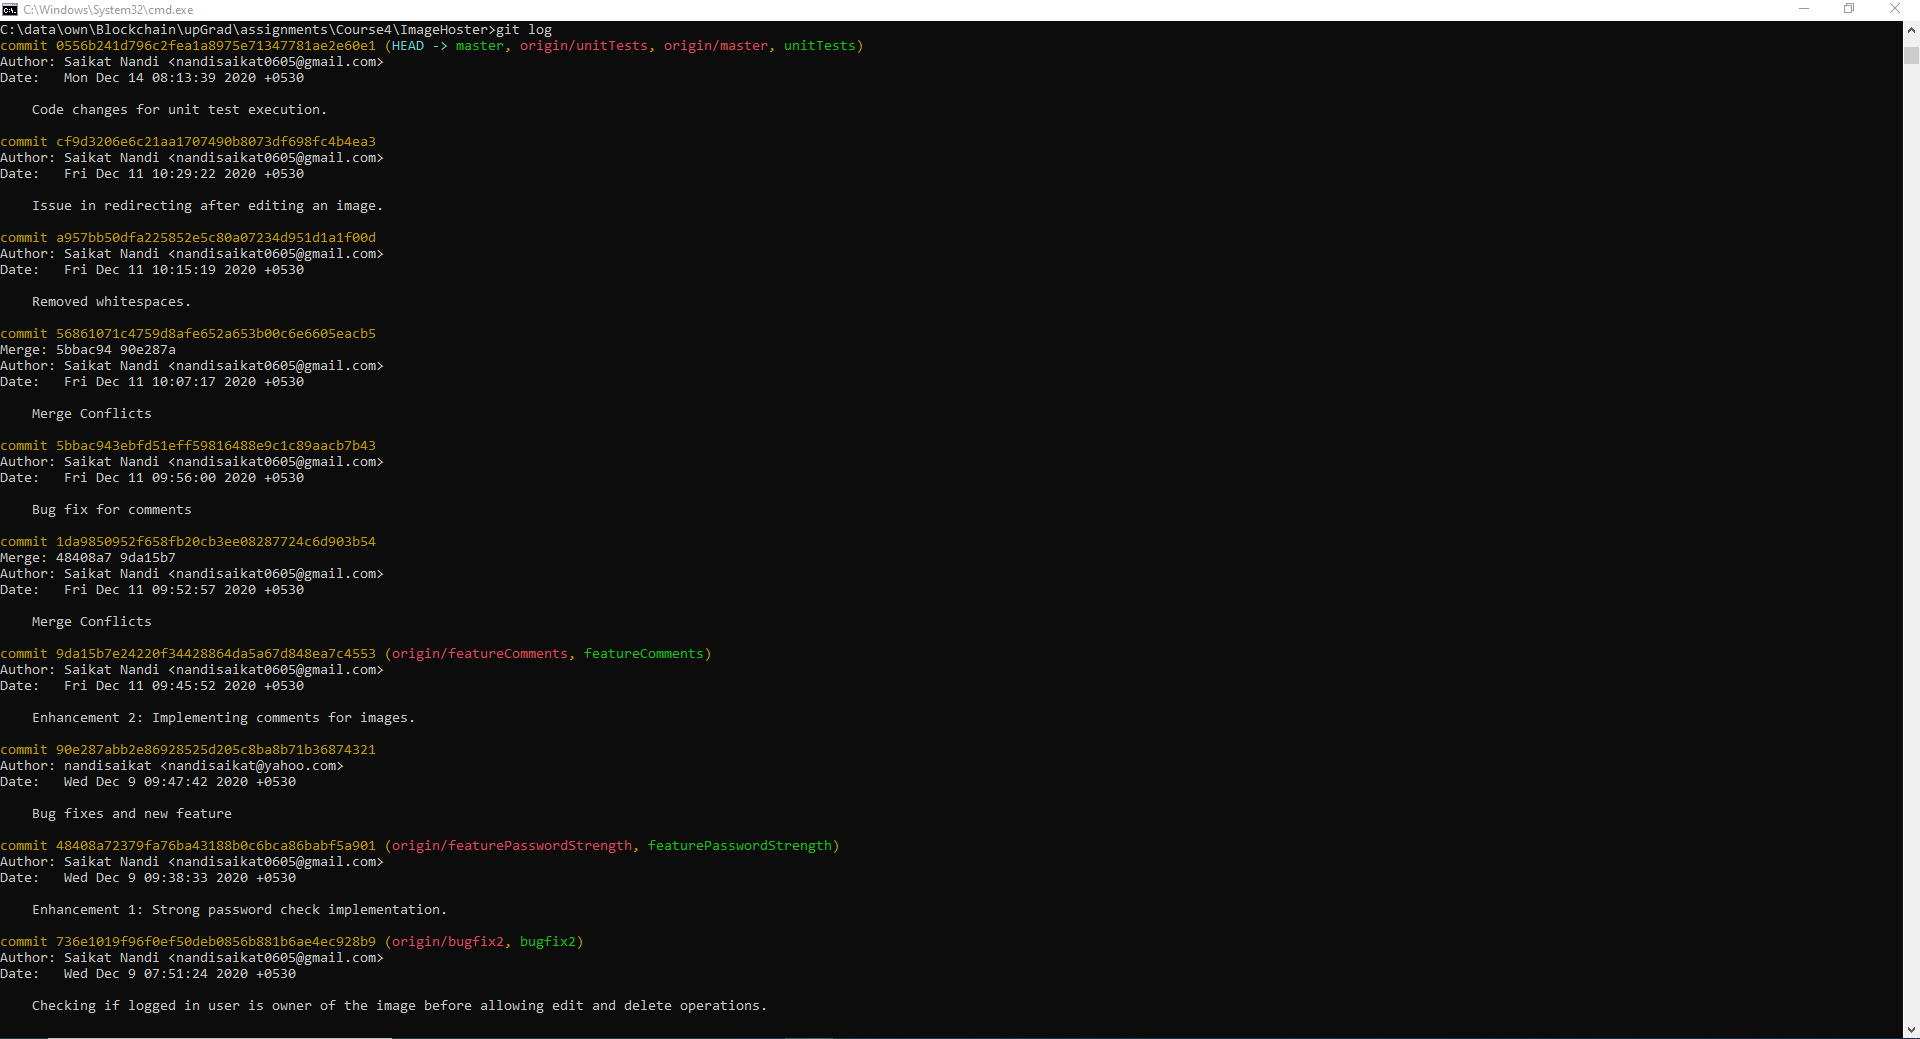 C:\Windows\System32\cmd.exe
C:\data\own\Blockchain\upGrad\assignments\Course4\ImageHoster>git log
commit 0556b241d796c2fea1a8975e71347781ae2e60e1 (HEAD -> master, origin/unitTests, origin/master, unitTests)
Author: Saikat Nandi <nandisaikat0605@gmail.com>
Date:   Mon Dec 14 08:13:39 2020 +0530
    Code changes for unit test execution.
commit cf9d3206e6c21aa1707490b8073df698fc4b4ea3
Author: Saikat Nandi <nandisaikat0605@gmail.com>
Date:   Fri Dec 11 10:29:22 2020 +0530
    Issue in redirecting after editing an image.
commit a957bb50dfa225852e5c80a07234d951d1a1f00d
Author: Saikat Nandi <nandisaikat0605@gmail.com>
Date:   Fri Dec 11 10:15:19 2020 +0530
    Removed whitespaces.
commit 56861071c4759d8afe652a653b00c6e6605eacb5
Merge: 5bbac94 90e287a
Author: Saikat Nandi <nandisaikat0605@gmail.com>
Date:   Fri Dec 11 10:07:17 2020 +0530
    Merge Conflicts
commit 5bbac943ebfd51eff59816488e9c1c89aacb7b43
Author: Saikat Nandi <nandisaikat0605@gmail.com>
Date:   Fri Dec 11 09:56:00 2020 +0530
    Bug fix for comments
commit 1da9850952f658fb20cb3ee08287724c6d903b54
Merge: 48408a7 9da15b7
Author: Saikat Nandi <nandisaikat0605@gmail.com>
Date:   Fri Dec 11 09:52:57 2020 +0530
    Merge Conflicts
commit 9da15b7e24220f34428864da5a67d848ea7c4553 (origin/featureComments, featureComments)
Author: Saikat Nandi <nandisaikat0605@gmail.com>
Date:   Fri Dec 11 09:45:52 2020 +0530
    Enhancement 2: Implementing comments for images.
commit 90e287abb2e86928525d205c8ba8b71b36874321
Author: nandisaikat <nandisaikat@yahoo.com>
Date:   Wed Dec 9 09:47:42 2020 +0530
    Bug fixes and new feature
commit 48408a72379fa76ba43188b0c6bca86babf5a901 (origin/featurePasswordStrength, featurePasswordStrength)
Author: Saikat Nandi <nandisaikat0605@gmail.com>
Date:   Wed Dec 9 09:38:33 2020 +0530
    Enhancement 1: Strong password check implementation.
commit 736e1019f96f0ef50deb0856b881b6ae4ec928b9 (origin/bugfix2, bugfix2)
Author: Saikat Nandi <nandisaikat0605@gmail.com>
Date:   Wed Dec 9 07:51:24 2020 +0530
    Checking if logged in user is owner of the image before allowing edit and delete operations.